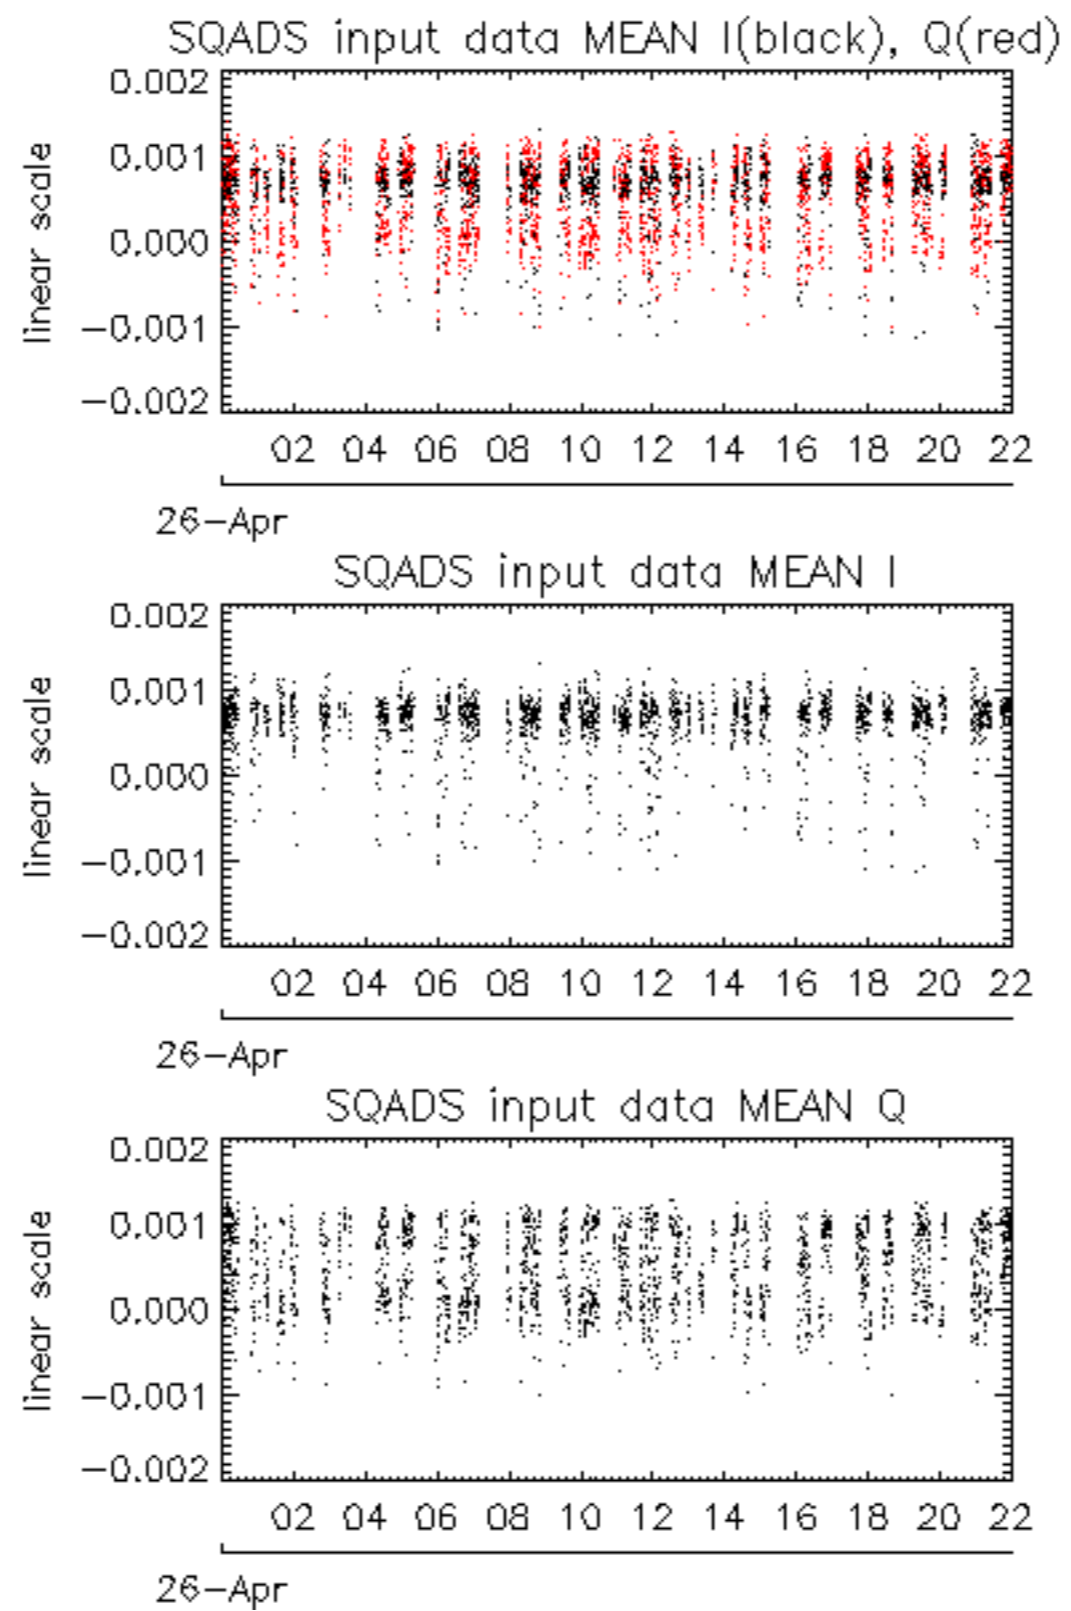 SQADS input data MEAN I(black), Q(red)
0.002
0.001
0.000
−0.001
−0.002
linear scale
02 04 06 08 10 12 14 16 18 20 22
26−Apr
SQADS input data MEAN I
0.002
0.001
0.000
−0.001
−0.002
linear scale
02 04 06 08 10 12 14 16 18 20 22
26−Apr
SQADS input data MEAN Q
0.002
0.001
0.000
−0.001
−0.002
linear scale
02 04 06 08 10 12 14 16 18 20 22
26−Apr